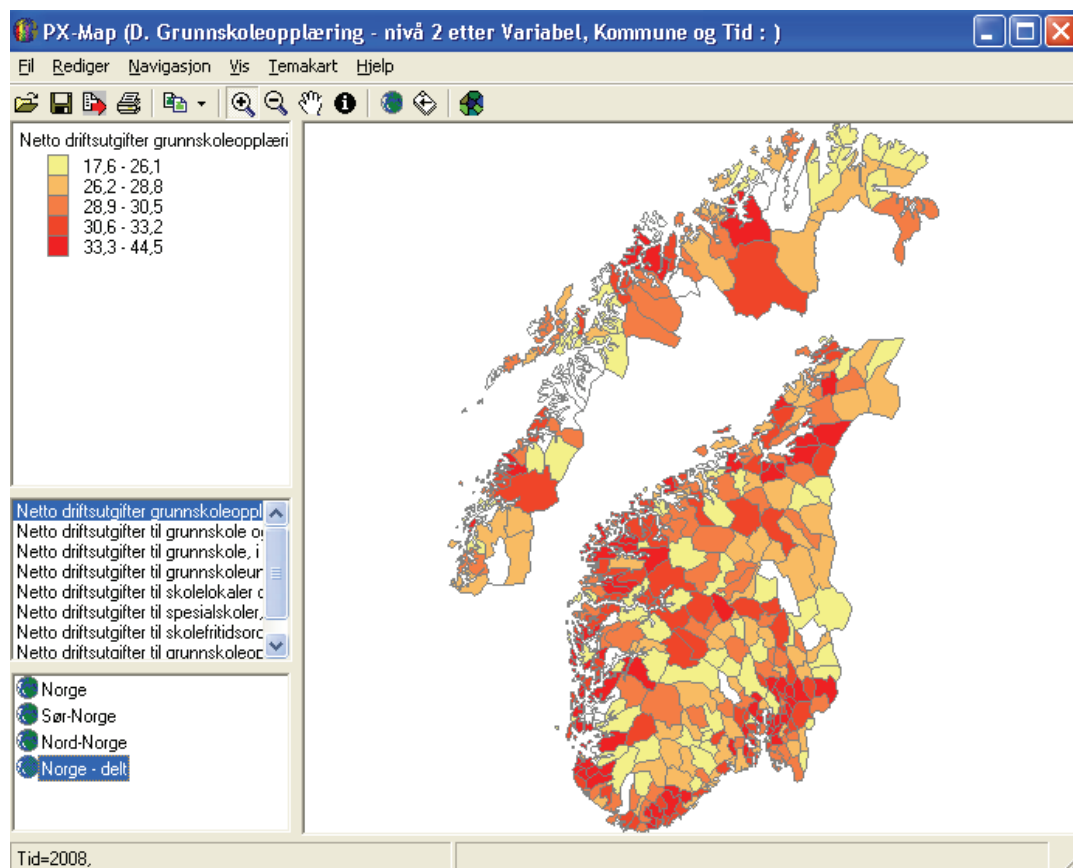 PX-Map (D. Grunnskoleopplæring - nivå 2 etter Variabel, Kommune og Tid : )
Fil Rediger Navigasjon Vis Temakart Hjelp
Netto driftsutgifter grunnskoleopplæri
17,6 - 26,1
26,2 - 28,8
28,9 - 30,5
30,6 - 33,2
33,3 - 44,5
Netto driftsutgifter grunnskoleoppl
Netto driftsutgifter til grunnskole og
Netto driftsutgifter til grunnskole, i
Netto driftsutgifter til grunnskoleun
Netto driftsutgifter til skolelokaler o
Netto driftsutgifter til spesialskoler,
Netto driftsutgifter til skolefritidsord
Netto driftsutgifter til grunnskoleop
Norge
Sør-Norge
Nord-Norge
Norge - delt
Tid=2008,